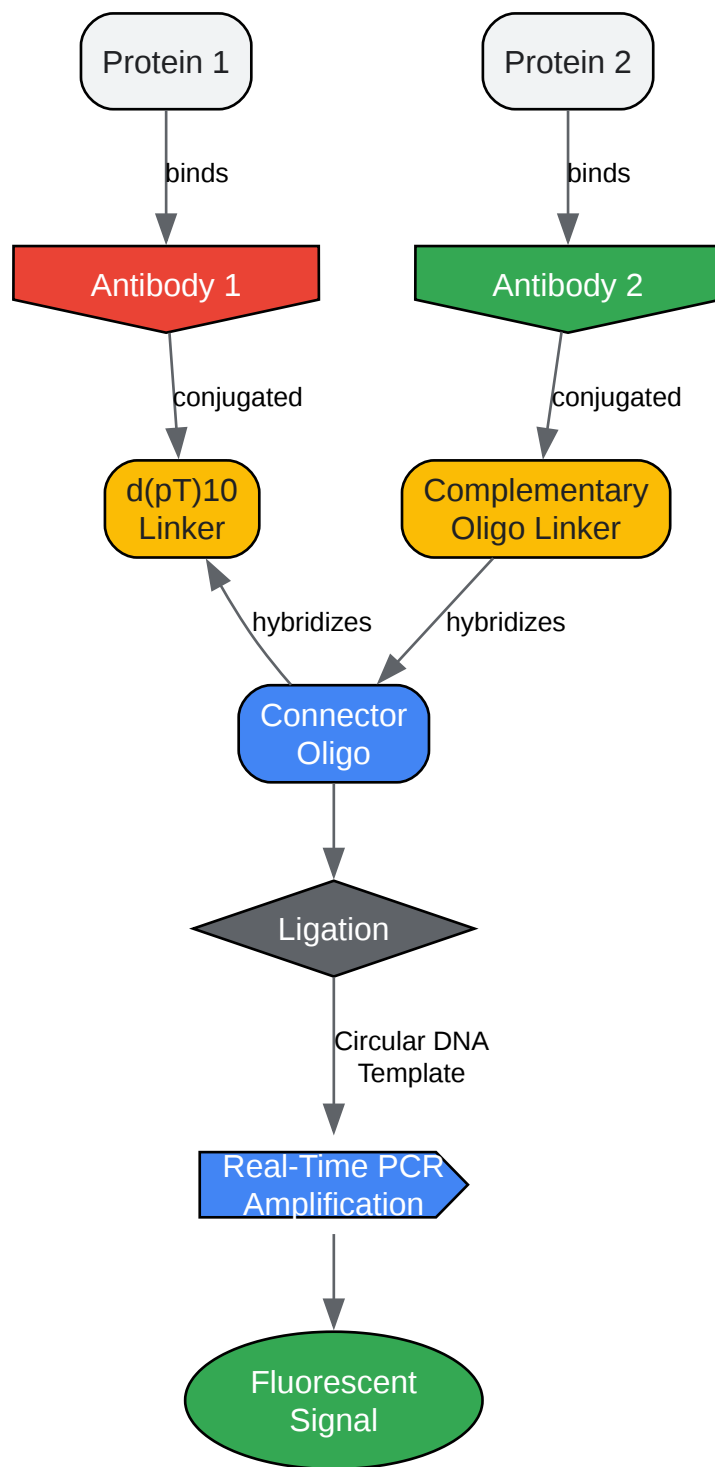 Protein 1
Protein 2
binds
binds
Antibody 1
Antibody 2
conjugated
conjugated
d(pT)10
Linker
Complementary
Oligo Linker
hybridizes
hybridizes
Connector
Oligo
Ligation
Circular DNA
Template
Real-Time PCR
Amplification
Fluorescent
Signal